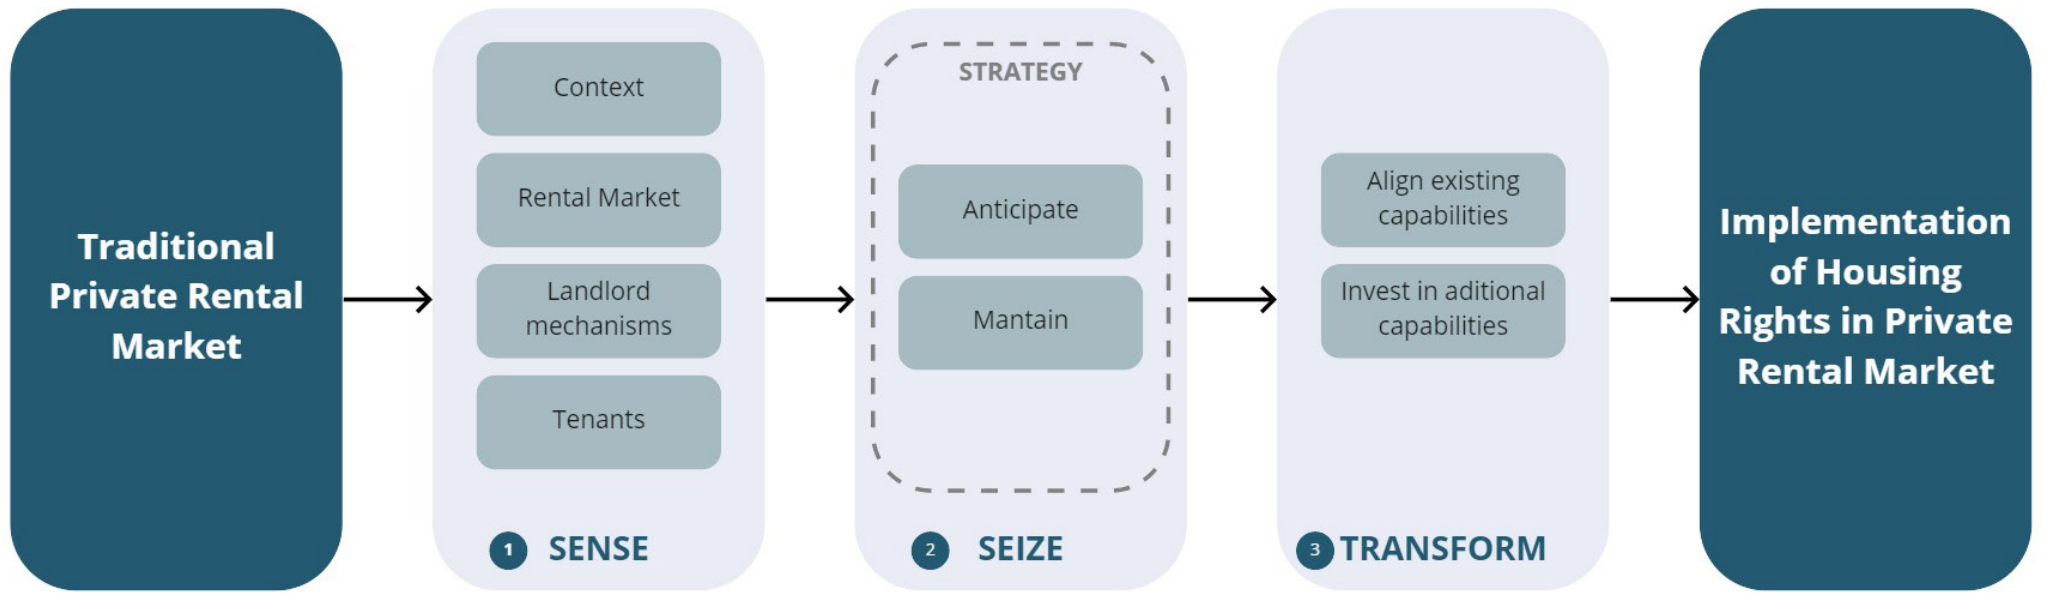 Traditional
Private Rental
Market
Context
Rental Market
Landlord
mechanisms
Tenants
1 SENSE
STRATEGY
Anticipate
Mantain
2 SEIZE
Align existing
capabilities
Invest in aditional
capabilities
3 TRANSFORM
Implementation
of Housing
Rights in Private
Rental Market